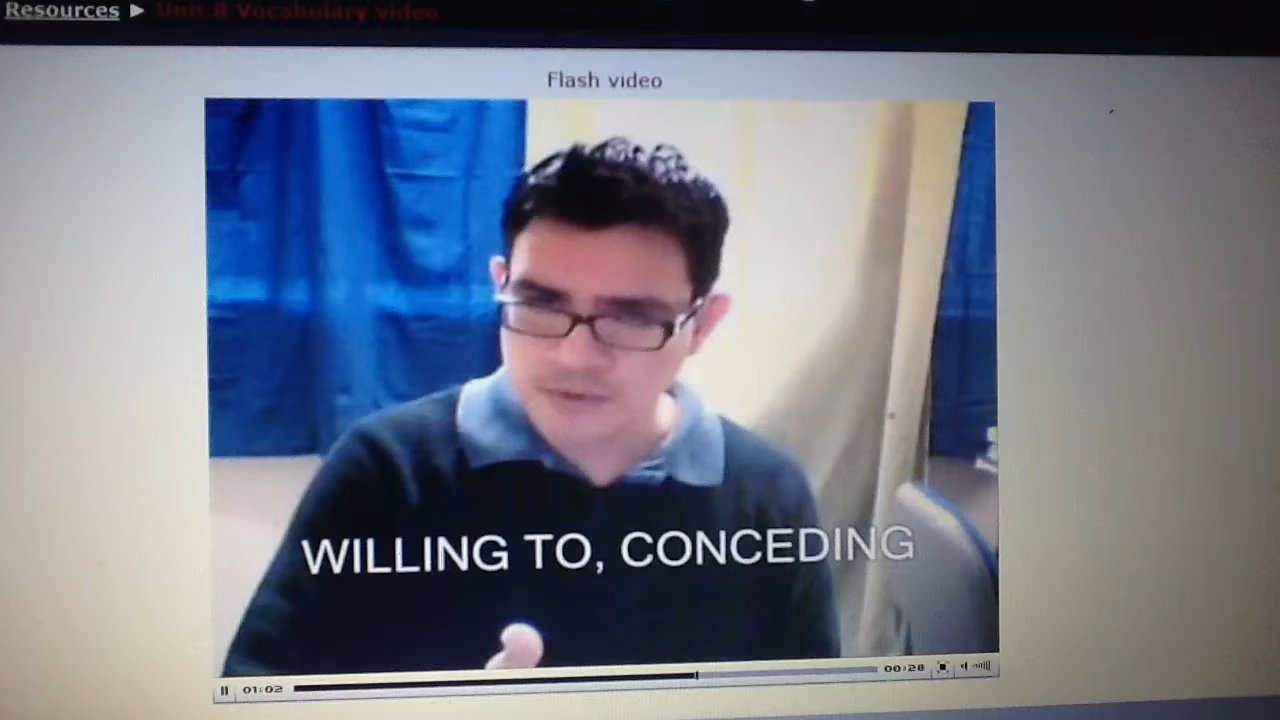 Resources ► Unit 8 Vocabulary video
Flash video
WILLING TO, CONCEDING
01:02
00:28